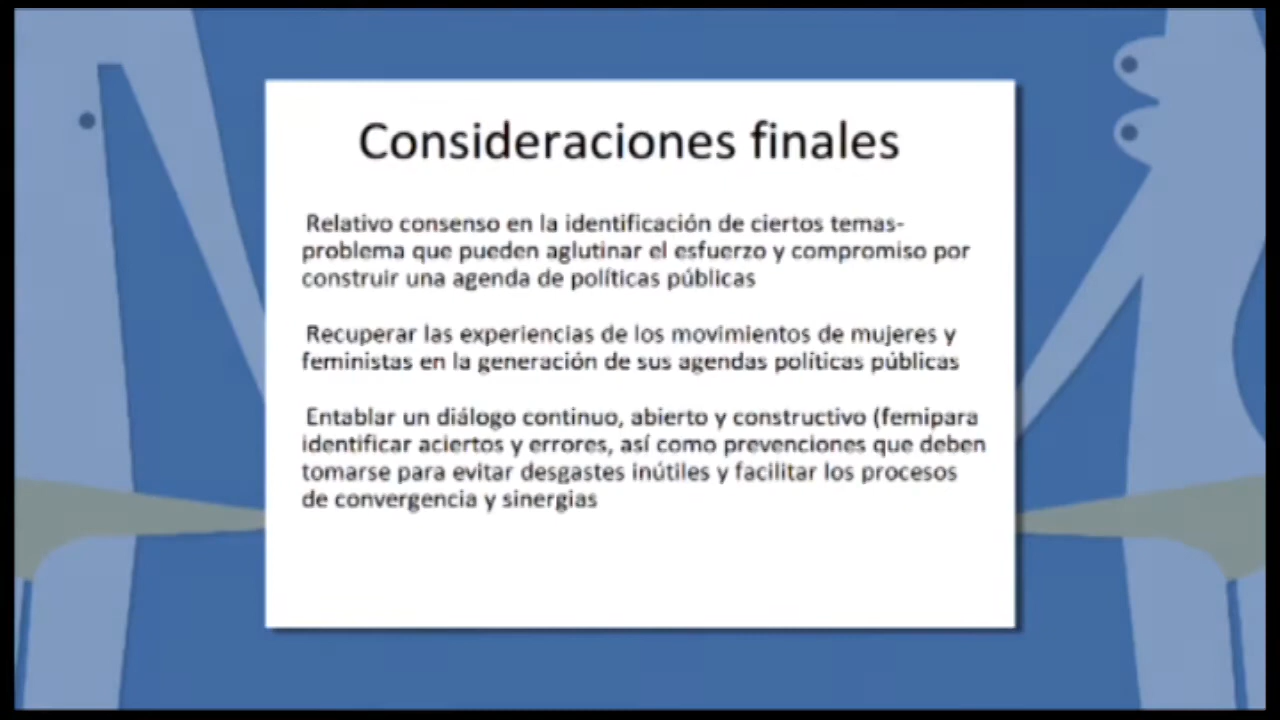 Consideraciones finales
Relativo consenso en la identificación de ciertos temas-
problema que pueden aglutinar el esfuerzo y compromiso por
construir una agenda de políticas públicas
Recuperar las experiencias de los movimientos de mujeres y
feministas en la generación de sus agendas políticas públicas
Entablar un diálogo continuo, abierto y constructivo (femipara
identificar aciertos y errores, así como prevenciones que deben
tomarse para evitar desgastes inútiles y facilitar los procesos
de convergencia y sinergias